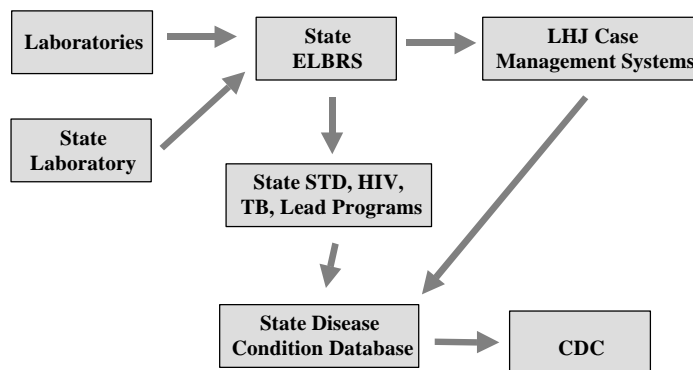 Laboratories
State
ELBRS
LHJ Case
Management Systems
State
Laboratory
State STD, HIV,
TB, Lead Programs
State Disease
Condition Database
CDC